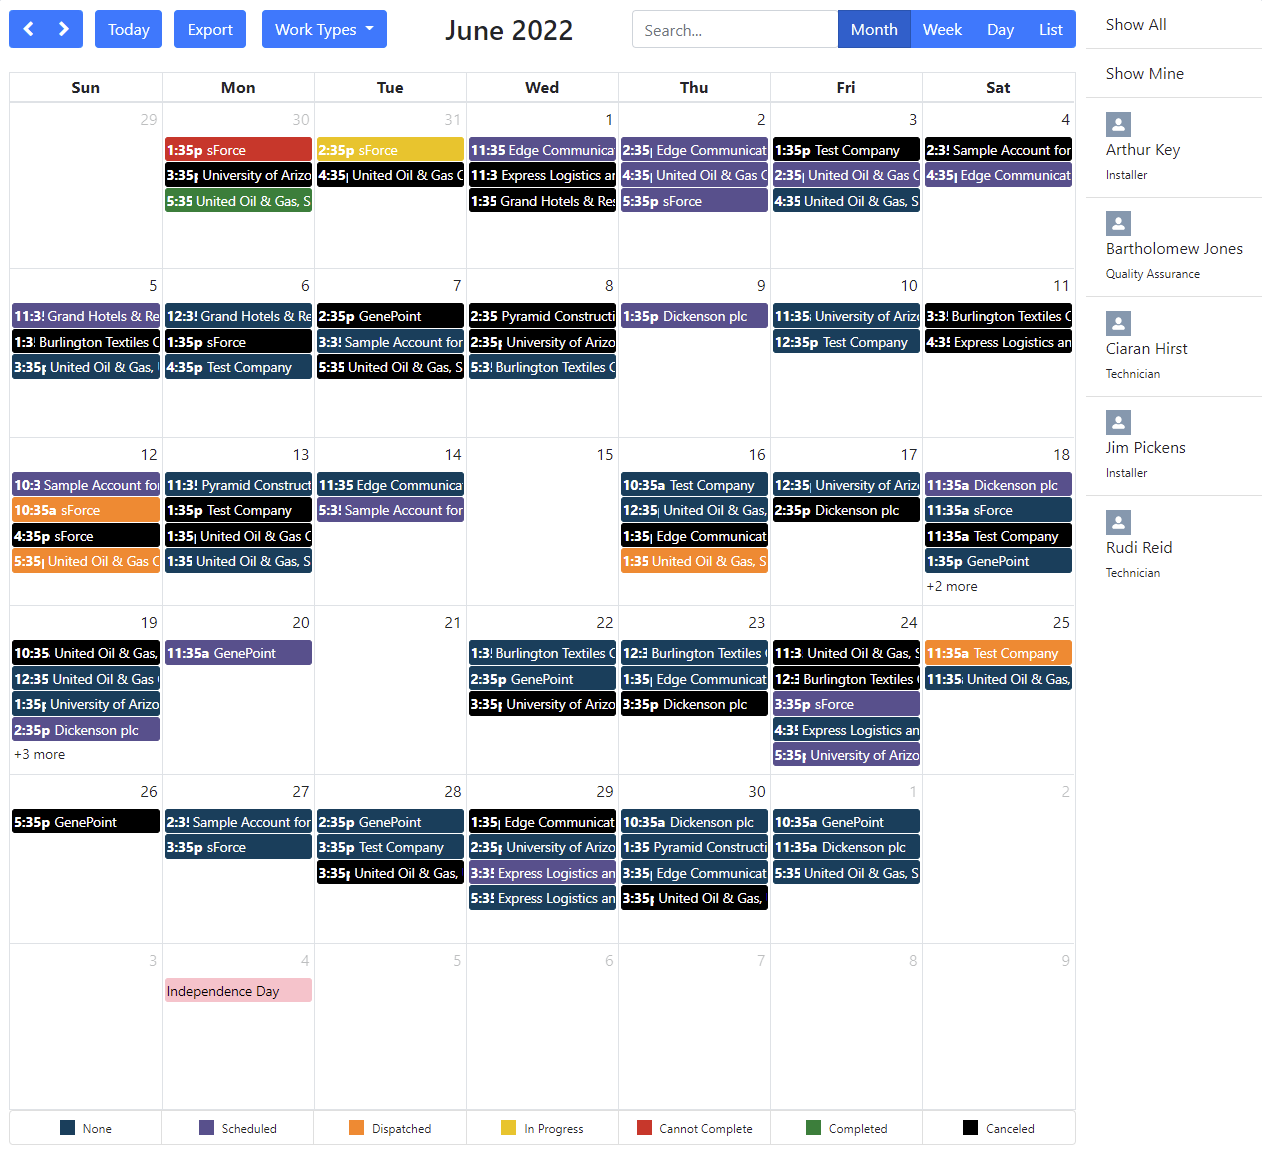 Today Export Work Types June 2022 Search... Month Week Day List
Show All
Show Mine
Arthur Key
Installer
Bartholomew Jones
Quality Assurance
Ciaran Hirst
Technician
Jim Pickens
Installer
Rudi Reid
Technician
Sun Mon Tue Wed Thu Fri Sat
29 30 31 1 2 3 4
1:35p sForce
3:35p University of Arizo
5:35 United Oil & Gas, S
2:35p sForce
4:35p United Oil & Gas C
11:35 Edge Communica
11:3 Express Logistics an
1:35 Grand Hotels & Res
2:35p Edge Communicat
4:35p United Oil & Gas C
5:35p sForce
1:35p Test Company
2:35p United Oil & Gas C
4:35 United Oil & Gas, S
2:3 Sample Account for
4:35p Edge Communicat
5 6 7 8 9 10 11
11:3 Grand Hotels & Re
1:3 Burlington Textiles C
3:35p United Oil & Gas,
12:3 Grand Hotels & Re
1:35p sForce
4:35p Test Company
2:35p GenePoint
3:3 Sample Account for
5:35 United Oil & Gas, S
2:35 Pyramid Constructi
2:35p University of Arizo
5:3 Burlington Textiles C
1:35p Dickenson plc
11:35 University of Arizo
12:35p Test Company
3:3 Burlington Textiles C
4:3 Express Logistics an
12 13 14 15 16 17 18
10:3 Sample Account for
10:35a sForce
4:35p sForce
5:35p United Oil & Gas C
11:3 Pyramid Construct
1:35p Test Company
1:35p United Oil & Gas C
1:35 United Oil & Gas, S
11:35 Edge Communica
5:3 Sample Account for
10:35a Test Company
12:35 United Oil & Gas,
1:35p Edge Communicat
1:35 United Oil & Gas, S
12:35 University of Arizo
2:35p Dickenson plc
11:35a Dickenson plc
11:35a sForce
11:35a Test Company
1:35p GenePoint
+2 more
19 20 21 22 23 24 25
10:35 United Oil & Gas,
12:35 United Oil & Gas
1:35p University of Arizo
2:35p Dickenson plc
+3 more
11:35a GenePoint
1:3 Burlington Textiles C
2:35p GenePoint
3:35p University of Arizo
12:3 Burlington Textiles
1:35p Edge Communicat
3:35p Dickenson plc
11:3 United Oil & Gas, S
12:3 Burlington Textiles
3:35p sForce
4:3 Express Logistics an
5:35p University of Arizo
11:35a Test Company
11:35 United Oil & Gas,
26 27 28 29 30 1 2
5:35p GenePoint
2:3 Sample Account for
3:35p sForce
2:35p GenePoint
3:35p Test Company
3:35p United Oil & Gas,
1:35p Edge Communicat
2:35p University of Arizo
3:35 Express Logistics an
5:35 Express Logistics an
10:35a Dickenson plc
1:35 Pyramid Constructi
3:35p Edge Communicat
3:35p United Oil & Gas,
10:35a GenePoint
11:35a Dickenson plc
5:35 United Oil & Gas, S
3 4 5 6 7 8 9
Independence Day
None Scheduled Dispatched In Progress Cannot Complete Completed Canceled